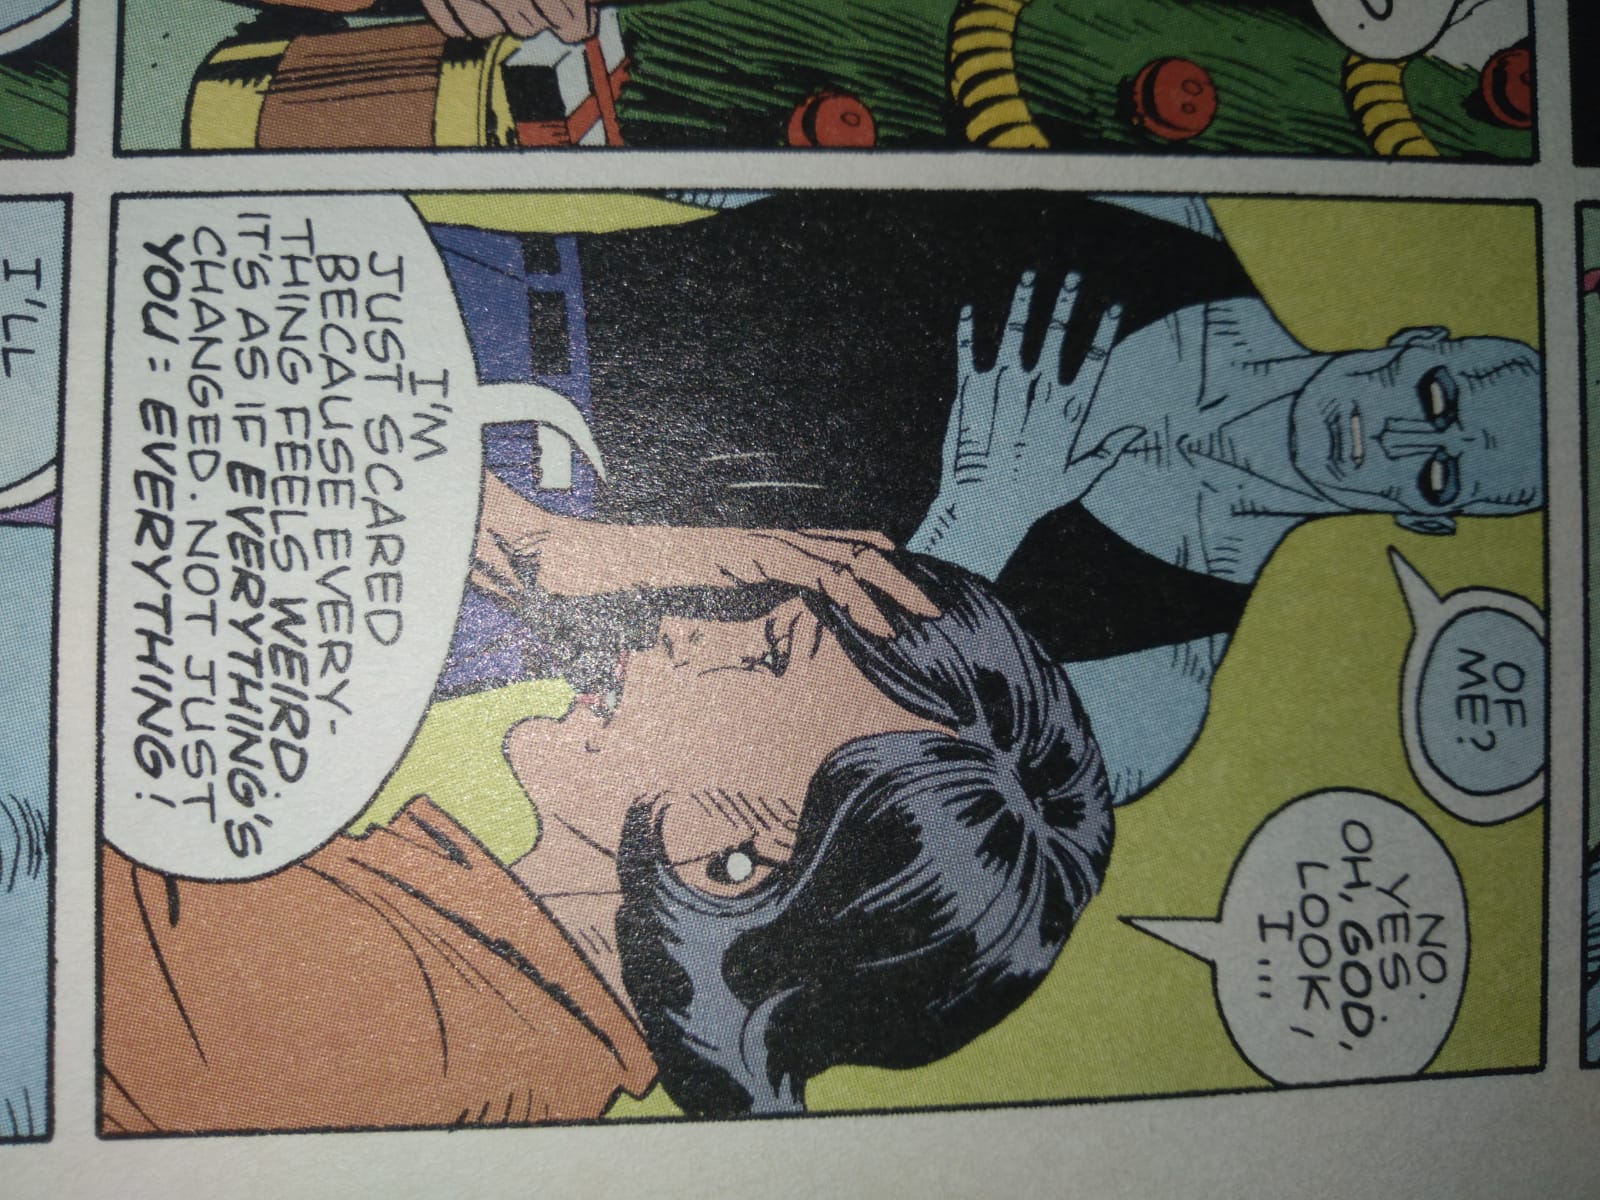 OF
ME?
NO.
YES.
OH, GOD,
LOOK,
I...
I'M
JUST SCARED
BECAUSE EVERY-
THING FEELS WEIRD.
IT'S AS IF EVERYTHING'S
CHANGED. NOT JUST
YOU: EVERYTHING!
I'LL